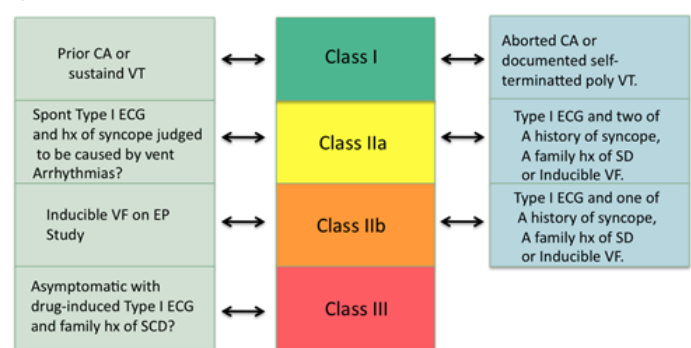 Prior CA or
sustaind VT
Class I
Aborted CA or
documented self-
terminatted poly VT.
Spont Type I ECG
and hx of syncope judged
to be caused by vent
Arrhythmias?
Class IIa
Type I ECG and two of
A history of syncope,
A family hx of SD
or Inducible VF.
Inducible VF on EP
Study
Class IIb
Type I ECG and one of
A history of syncope,
A family hx of SD
or Inducible VF.
Asymptomatic with
drug-induced Type I ECG
and family hx of SCD?
Class III